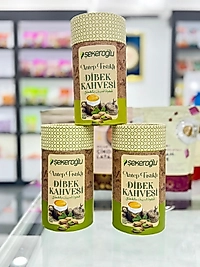 şekeroğlu
Antep Fıstıklı
DİBEK
KAHVESİ
şekeroğlu
Antep Fıstıklı
DİBEK
KAHVESİ
şekeroğlu
Antep Fıstıklı
DİBEK
KAHVESİ